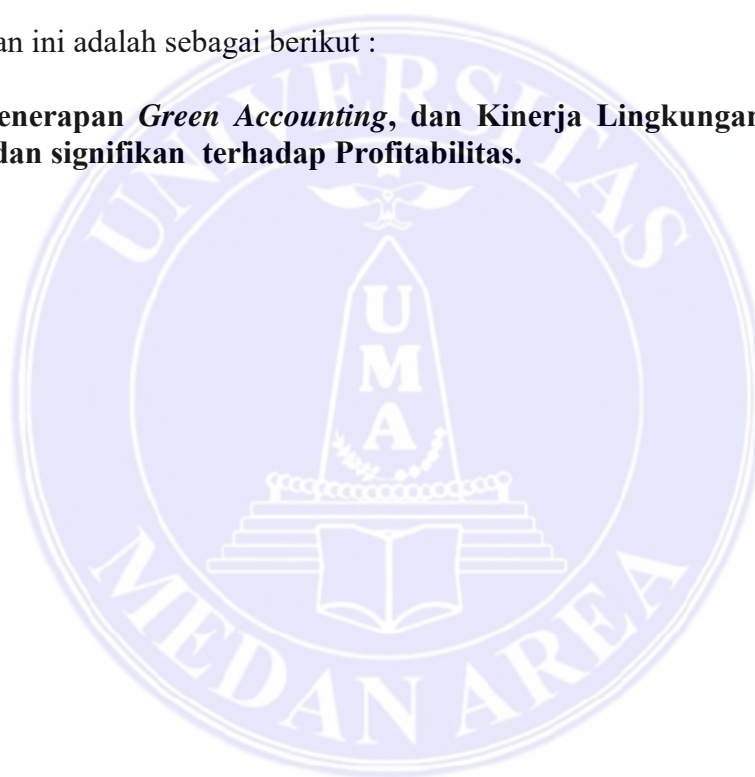 an ini adalah sebagai berikut :
enerapan Green Accounting, dan Kinerja Lingkungan
dan signifikan terhadap Profitabilitas.
UNIVERSITAS
U
M
A
MEDAN AREA